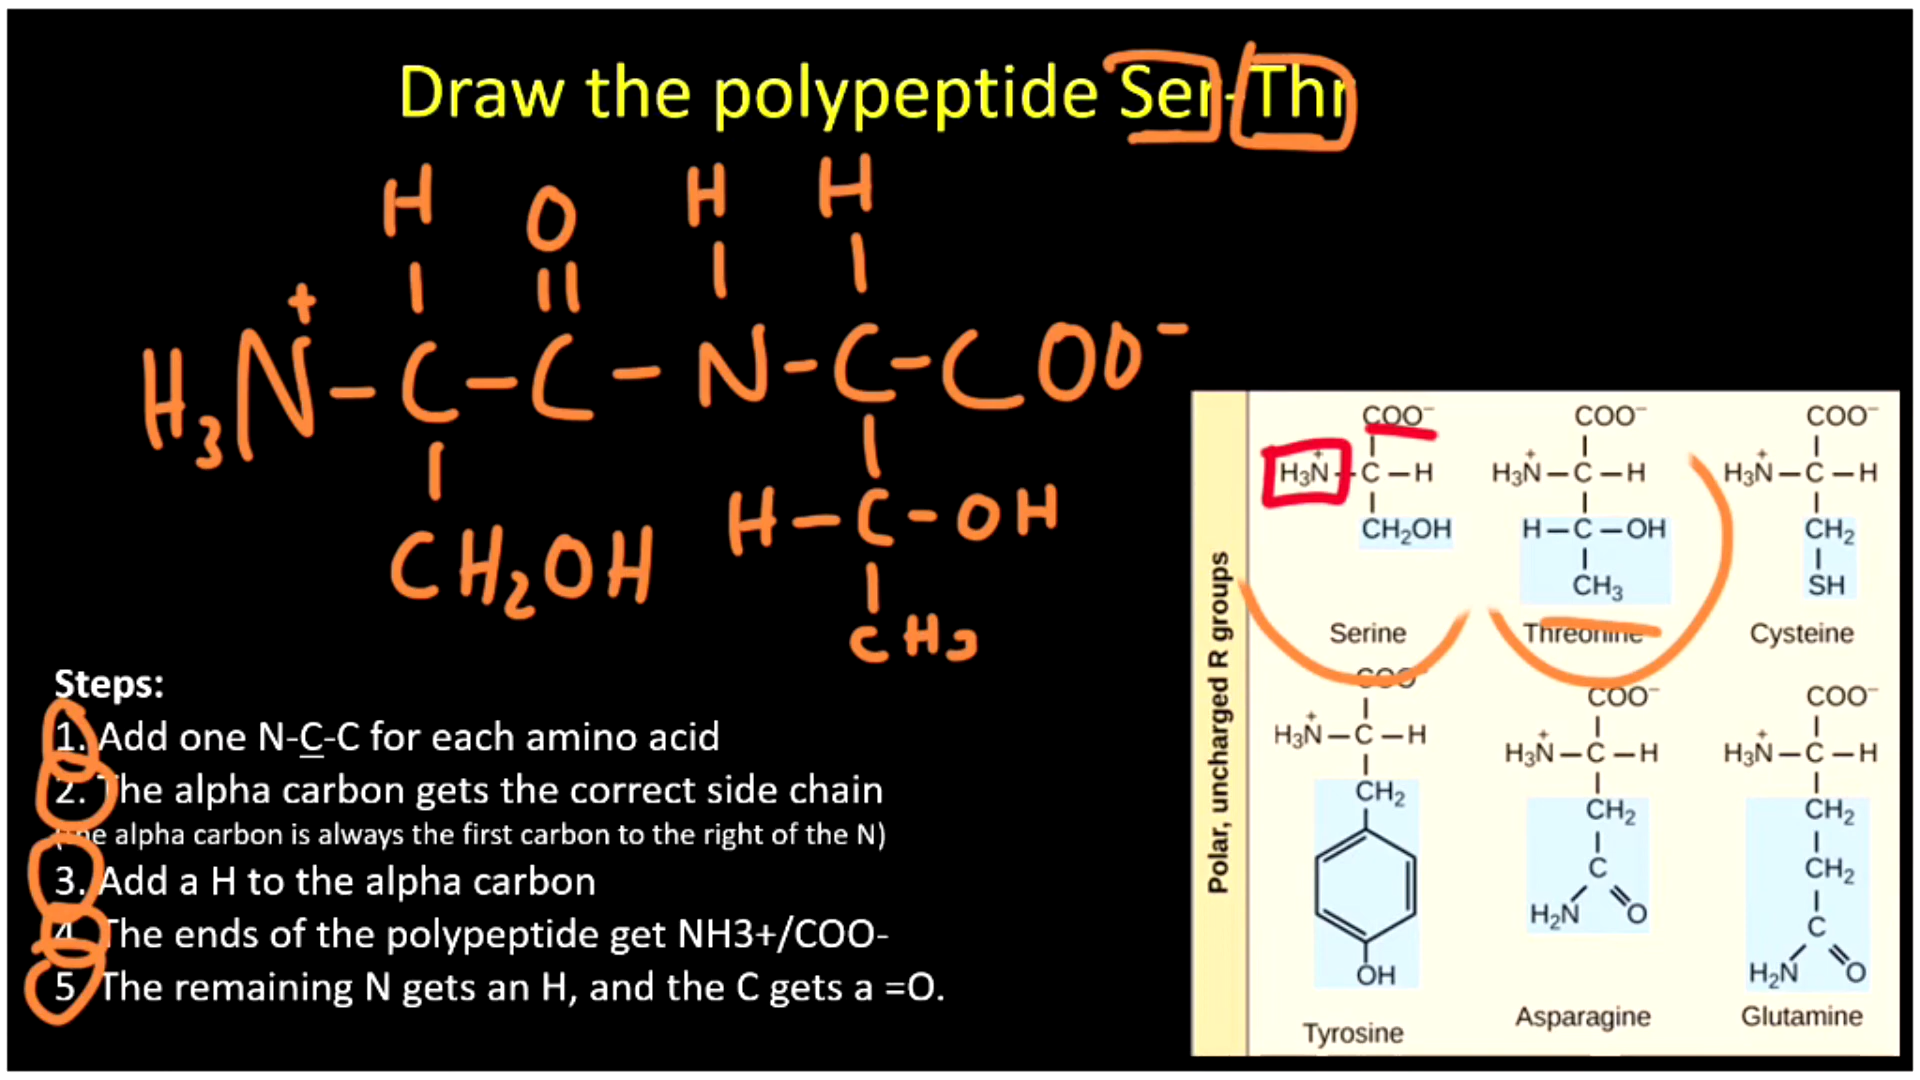 Draw the polypeptide Ser-Thr
H O H H
H₃N⁺–C–C–N–C–COO⁻
CH₂OH H–C–OH
CH₃
Steps:
1. Add one N-C-C for each amino acid
2. The alpha carbon gets the correct side chain
(the alpha carbon is always the first carbon to the right of the N)
3. Add a H to the alpha carbon
4. The ends of the polypeptide get NH3+/COO-
5. The remaining N gets an H, and the C gets a =O.
Polar, uncharged R groups
COO⁻ COO⁻ COO⁻
H₃N⁺–C–H H₃N⁺–C–H H₃N⁺–C–H
CH₂OH H–C–OH CH₂
CH₃ SH
Serine Threonine Cysteine
COO⁻ COO⁻ COO⁻
H₃N⁺–C–H H₃N⁺–C–H H₃N⁺–C–H
CH₂ CH₂ CH₂
C CH₂
H₂N O C
OH H₂N O
Tyrosine Asparagine Glutamine